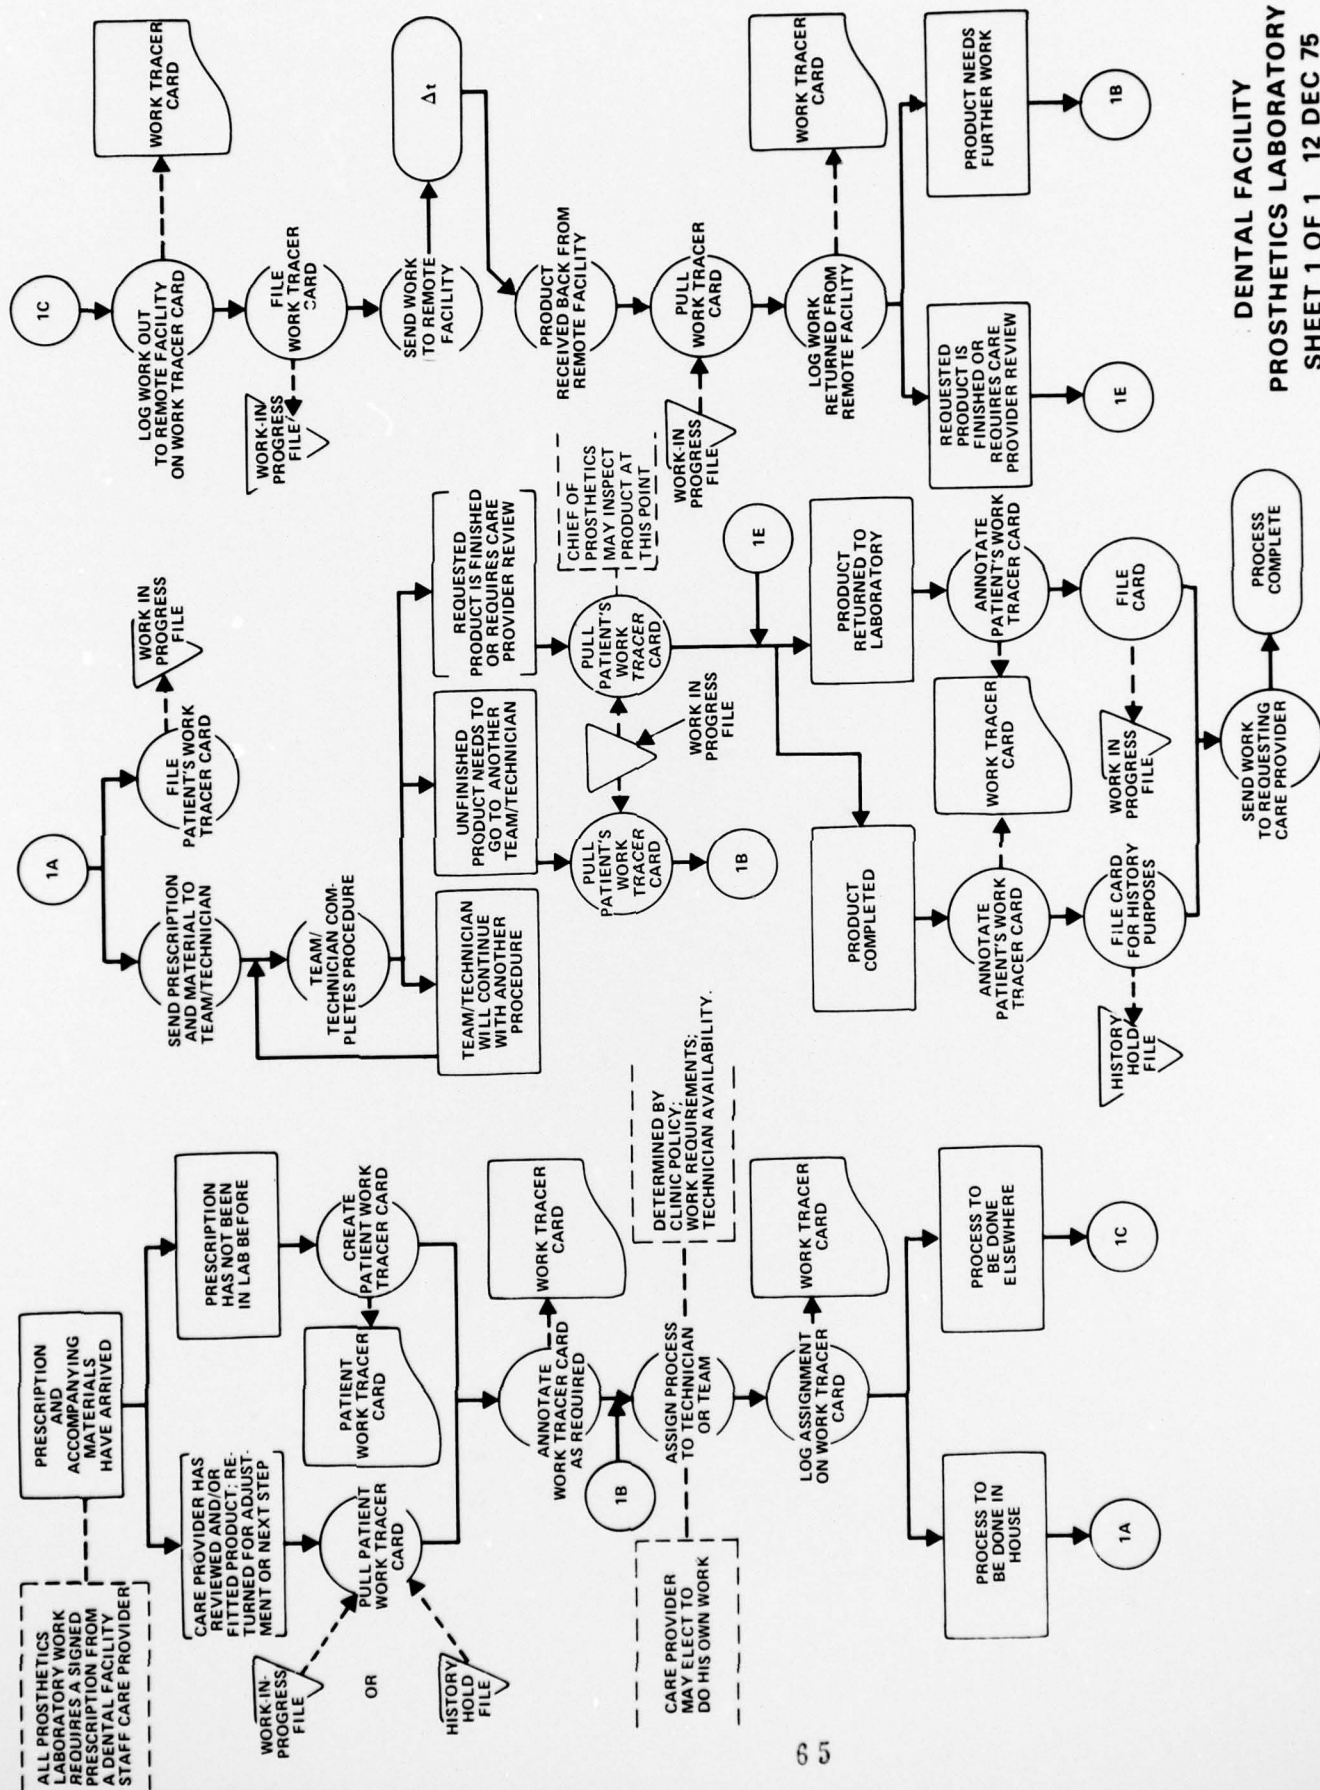 ALL PROSTHETICS
LABORATORY WORK
REQUIRES A SIGNED
PRESCRIPTION FROM
A DENTAL FACILITY
STAFF CARE PROVIDER
PRESCRIPTION
AND
ACCOMPANYING
MATERIALS
HAVE ARRIVED
CARE PROVIDER HAS
REVIEWED AND/OR
FITTED PRODUCT; RE-
TURNED FOR ADJUST-
MENT OR NEXT STEP
PRESCRIPTION
HAS NOT BEEN
IN LAB BEFORE
WORK-IN-
PROGRESS
FILE
OR
HISTORY
HOLD
FILE
PULL PATIENT
WORK TRACER
CARD
PATIENT
WORK TRACER
CARD
CREATE
PATIENT WORK
TRACER CARD
ANNOTATE
WORK TRACER CARD
AS REQUIRED
WORK TRACER
CARD
1B
CARE PROVIDER
MAY ELECT TO
DO HIS OWN WORK
ASSIGN PROCESS
TO TECHNICIAN
OR TEAM
DETERMINED BY
CLINIC POLICY;
WORK REQUIREMENTS;
TECHNICIAN AVAILABILITY.
LOG ASSIGNMENT
ON WORK TRACER
CARD
WORK TRACER
CARD
PROCESS TO
BE DONE IN
HOUSE
PROCESS TO
BE DONE
ELSEWHERE
1A
1C
1A
SEND PRESCRIPTION
AND MATERIAL TO
TEAM/TECHNICIAN
FILE
PATIENT'S WORK
TRACER CARD
WORK IN
PROGRESS
FILE
TEAM/
TECHNICIAN COM-
PLETES PROCEDURE
TEAM/TECHNICIAN
WILL CONTINUE
WITH ANOTHER
PROCEDURE
UNFINISHED
PRODUCT NEEDS TO
GO TO ANOTHER
TEAM/TECHNICIAN
REQUESTED
PRODUCT IS FINISHED
OR REQUIRES CARE
PROVIDER REVIEW
PULL
PATIENT'S
WORK
TRACER
CARD
PULL
PATIENT'S
WORK
TRACER
CARD
CHIEF OF
PROSTHETICS
MAY INSPECT
PRODUCT AT
THIS POINT
WORK IN
PROGRESS
FILE
1B
1E
PRODUCT
COMPLETED
PRODUCT
RETURNED TO
LABORATORY
ANNOTATE
PATIENT'S WORK
TRACER CARD
WORK TRACER
CARD
ANNOTATE
PATIENT'S WORK
TRACER CARD
HISTORY
HOLD
FILE
FILE CARD
FOR HISTORY
PURPOSES
WORK IN
PROGRESS
FILE
FILE
CARD
SEND WORK
TO REQUESTING
CARE PROVIDER
PROCESS
COMPLETE
1C
LOG WORK OUT
TO REMOTE FACILITY
ON WORK TRACER CARD
WORK TRACER
CARD
WORK-IN-
PROGRESS
FILE
FILE
WORK TRACER
CARD
SEND WORK
TO REMOTE
FACILITY
Δt
PRODUCT
RECEIVED BACK FROM
REMOTE FACILITY
WORK-IN
PROGRESS
FILE
PULL
WORK TRACER
CARD
LOG WORK
RETURNED FROM
REMOTE FACILITY
WORK TRACER
CARD
REQUESTED
PRODUCT IS
FINISHED OR
REQUIRES CARE
PROVIDER REVIEW
PRODUCT NEEDS
FURTHER WORK
1E
1B
DENTAL FACILITY
PROSTHETICS LABORATORY
SHEET 1 OF 1 12 DEC 75
65